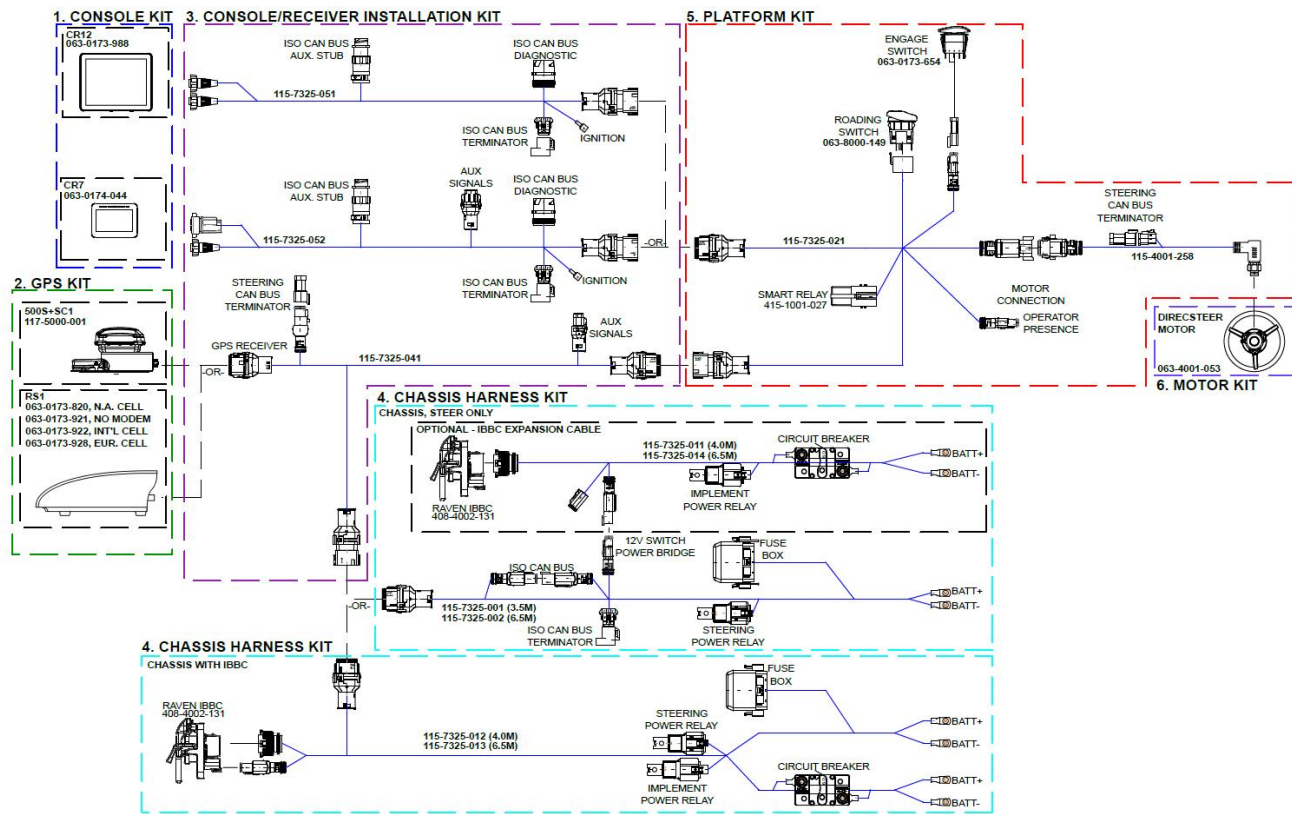 1. CONSOLE KIT
CR12
063-0173-988
CR7
063-0174-044
2. GPS KIT
500S+SC1
117-5000-001
RS1
063-0173-820, N.A. CELL
063-0173-921, NO MODEM
063-0173-922, INT'L CELL
063-0173-928, EUR. CELL
3. CONSOLE/RECEIVER INSTALLATION KIT
ISO CAN BUS
AUX. STUB
ISO CAN BUS
DIAGNOSTIC
115-7325-051
ISO CAN BUS
TERMINATOR
IGNITION
ISO CAN BUS
AUX. STUB
AUX
SIGNALS
ISO CAN BUS
DIAGNOSTIC
115-7325-052
-OR-
ISO CAN BUS
TERMINATOR
IGNITION
STEERING
CAN BUS
TERMINATOR
AUX
SIGNALS
GPS RECEIVER
115-7325-041
-OR-
5. PLATFORM KIT
ENGAGE
SWITCH
063-0173-654
ROADING
SWITCH
063-8000-149
STEERING
CAN BUS
TERMINATOR
115-7325-021
115-4001-258
SMART RELAY
415-1001-027
MOTOR
CONNECTION
OPERATOR
PRESENCE
DIRECSTEER
MOTOR
063-4001-053
6. MOTOR KIT
4. CHASSIS HARNESS KIT
CHASSIS, STEER ONLY
OPTIONAL - IBBC EXPANSION CABLE
115-7325-011 (4.0M)
115-7325-014 (6.5M)
CIRCUIT BREAKER
BATT+
BATT-
IMPLEMENT
POWER RELAY
RAVEN IBBC
408-4002-131
12V SWITCH
POWER BRIDGE
FUSE
BOX
ISO CAN BUS
-OR-
115-7325-001 (3.5M)
115-7325-002 (6.5M)
BATT+
BATT-
ISO CAN BUS
TERMINATOR
STEERING
POWER RELAY
4. CHASSIS HARNESS KIT
CHASSIS WITH IBBC
FUSE
BOX
RAVEN IBBC
408-4002-131
STEERING
POWER RELAY
BATT+
BATT-
115-7325-012 (4.0M)
115-7325-013 (6.5M)
CIRCUIT BREAKER
IMPLEMENT
POWER RELAY
BATT+
BATT-